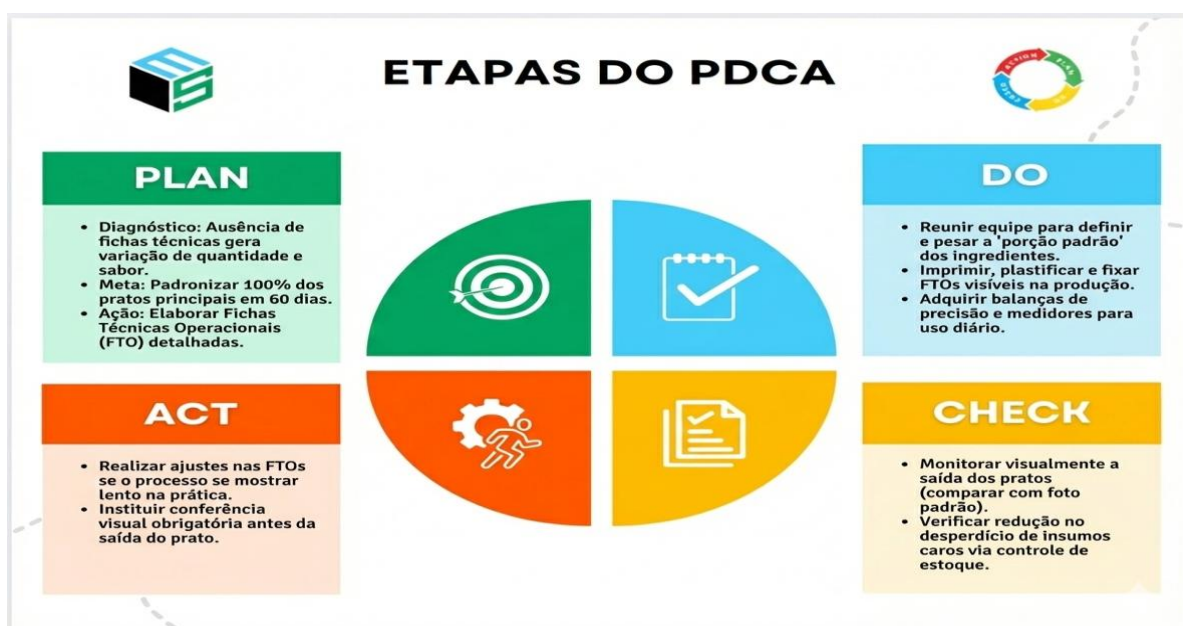 ETAPAS DO PDCA
ACTION
PLAN
DO
CHECK
PLAN
• Diagnóstico: Ausência de
fichas técnicas gera
variação de quantidade e
sabor.
• Meta: Padronizar 100% dos
pratos principais em 60 dias.
• Ação: Elaborar Fichas
Técnicas Operacionais
(FTO) detalhadas.
DO
• Reunir equipe para definir
e pesar a 'porção padrão'
dos ingredientes.
• Imprimir, plastificar e fixar
FTOs visíveis na produção.
• Adquirir balanças de
precisão e medidores para
uso diário.
ACT
• Realizar ajustes nas FTOs
se o processo se mostrar
lento na prática.
• Instituir conferência
visual obrigatória antes da
saída do prato.
CHECK
• Monitorar visualmente a
saída dos pratos
(comparar com foto
padrão).
• Verificar redução no
desperdício de insumos
caros via controle de
estoque.